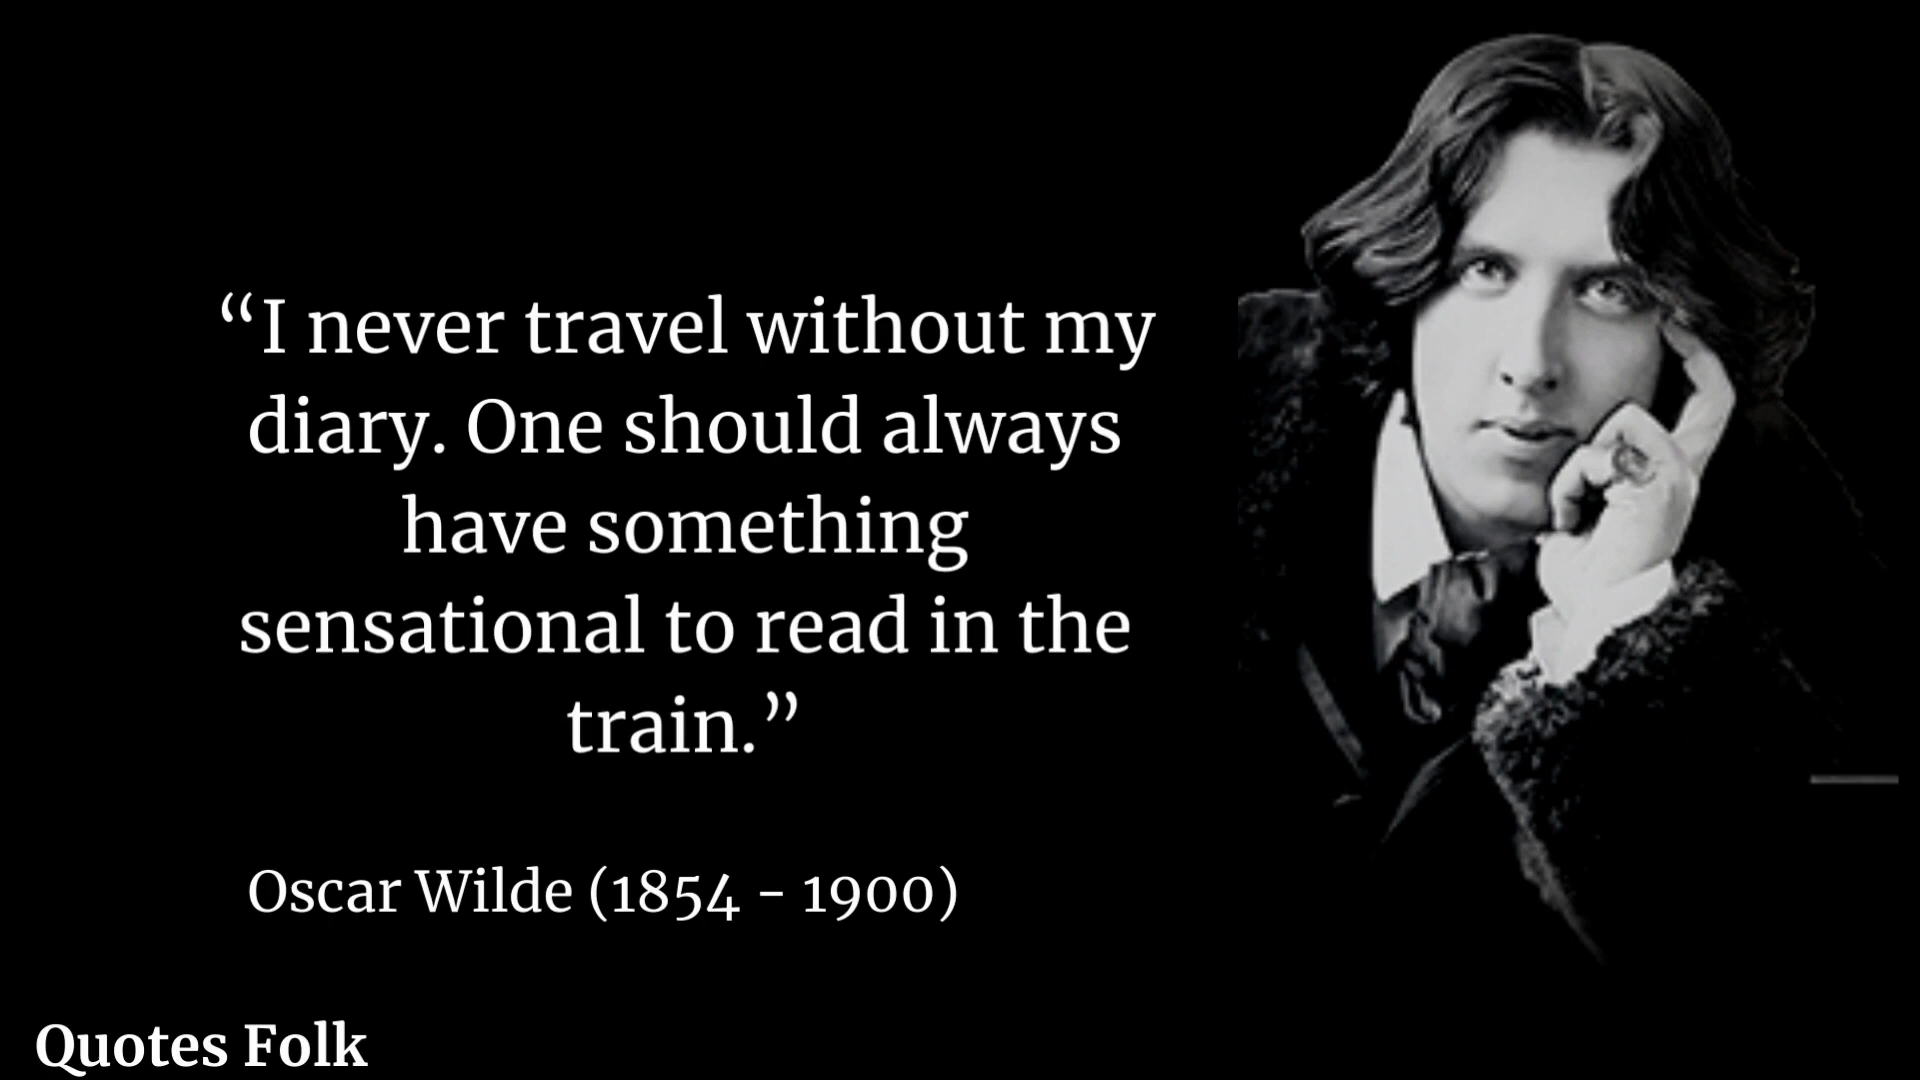 “I never travel without my
diary. One should always
have something
sensational to read in the
train.”
Oscar Wilde (1854 - 1900)
Quotes Folk